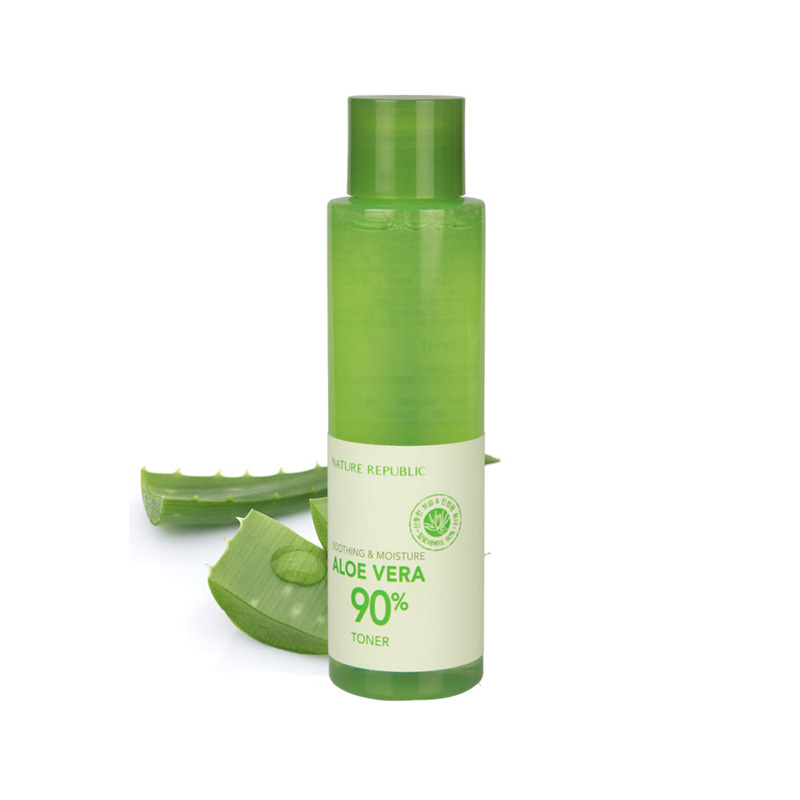 NATURE REPUBLIC
SOOTHING & MOISTURE
ALOE VERA
90%
TONER